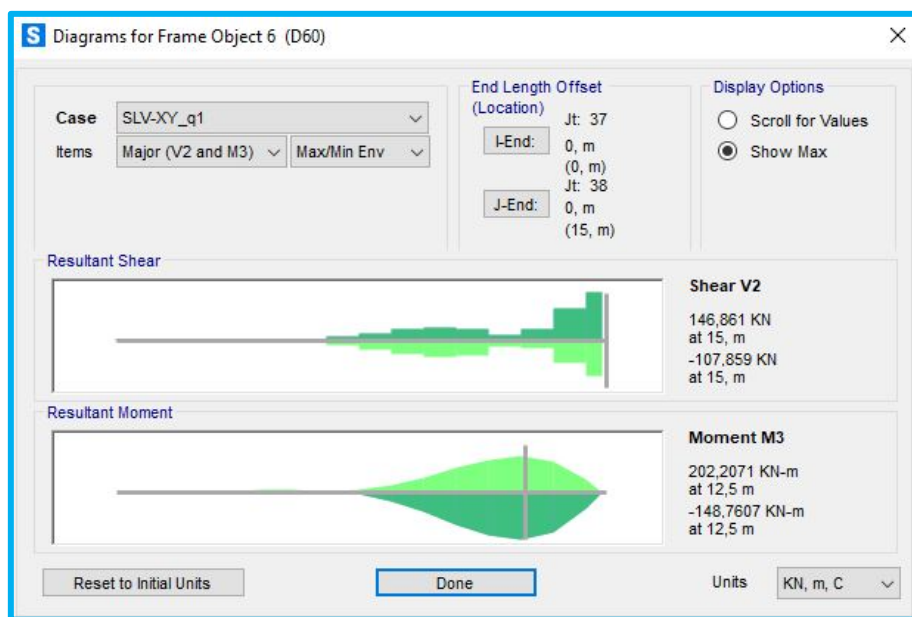 S Diagrams for Frame Object 6 (D60)
Case SLV-XY_q1
Items Major (V2 and M3) Max/Min Env
End Length Offset
(Location)
I-End: Jt: 37
0, m
(0, m)
J-End: Jt: 38
0, m
(15, m)
Display Options
Scroll for Values
Show Max
Resultant Shear
Shear V2
146,861 KN
at 15, m
-107,859 KN
at 15, m
Resultant Moment
Moment M3
202,2071 KN-m
at 12,5 m
-148,7607 KN-m
at 12,5 m
Reset to Initial Units Done Units KN, m, C